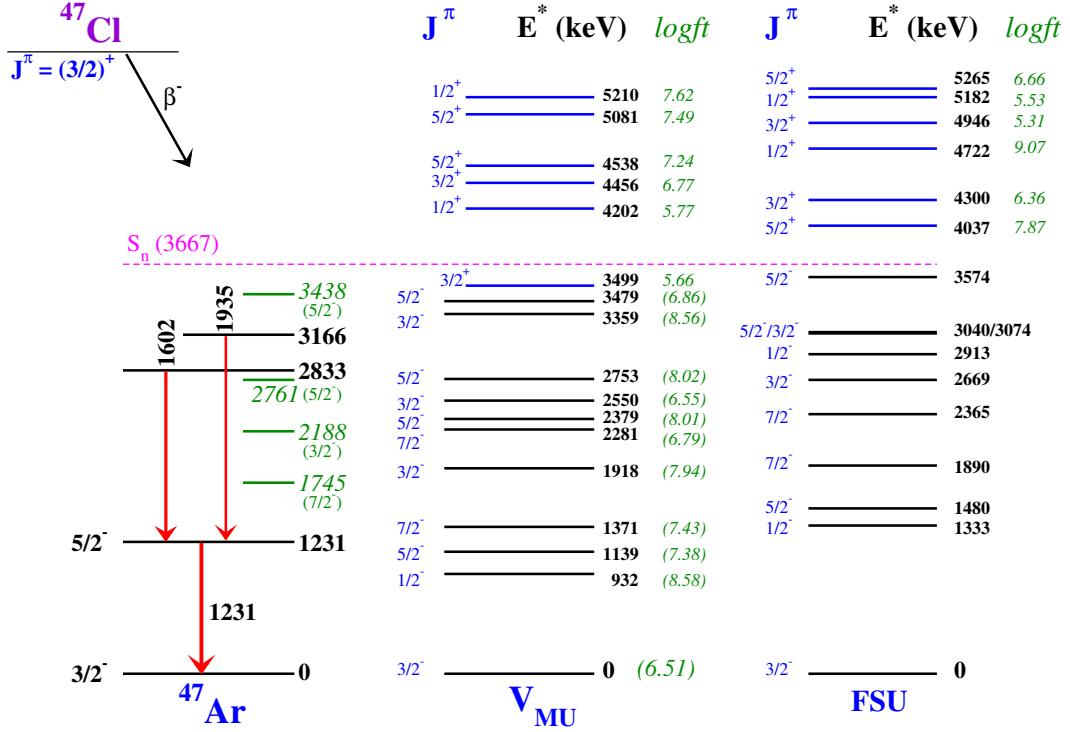 ⁴⁷Cl
J^π = (3/2)⁺
β⁻
S_n (3667)
3438
(5/2⁻)
1602
1935
3166
2833
2761 (5/2⁻)
2188
(3/2⁻)
1745
(7/2⁻)
5/2⁻ 1231
1231
3/2⁻ 0
⁴⁷Ar
J^π E* (keV) logft
1/2⁺ 5210 7.62
5/2⁺ 5081 7.49
5/2⁺ 4538 7.24
3/2⁺ 4456 6.77
1/2⁺ 4202 5.77
3/2⁺ 3499 5.66
5/2⁻ 3479 (6.86)
3/2⁻ 3359 (8.56)
5/2⁻ 2753 (8.02)
3/2⁻ 2550 (6.55)
5/2⁻ 2379 (8.01)
7/2⁻ 2281 (6.79)
3/2⁻ 1918 (7.94)
7/2⁻ 1371 (7.43)
5/2⁻ 1139 (7.38)
1/2⁻ 932 (8.58)
3/2⁻ 0 (6.51)
V_MU
J^π E* (keV) logft
5/2⁺ 5265 6.66
1/2⁺ 5182 5.53
3/2⁺ 4946 5.31
1/2⁺ 4722 9.07
3/2⁺ 4300 6.36
5/2⁺ 4037 7.87
5/2⁻ 3574
5/2⁻/3/2⁻ 3040/3074
1/2⁻ 2913
3/2⁻ 2669
7/2⁻ 2365
7/2⁻ 1890
5/2⁻ 1480
1/2⁻ 1333
3/2⁻ 0
FSU